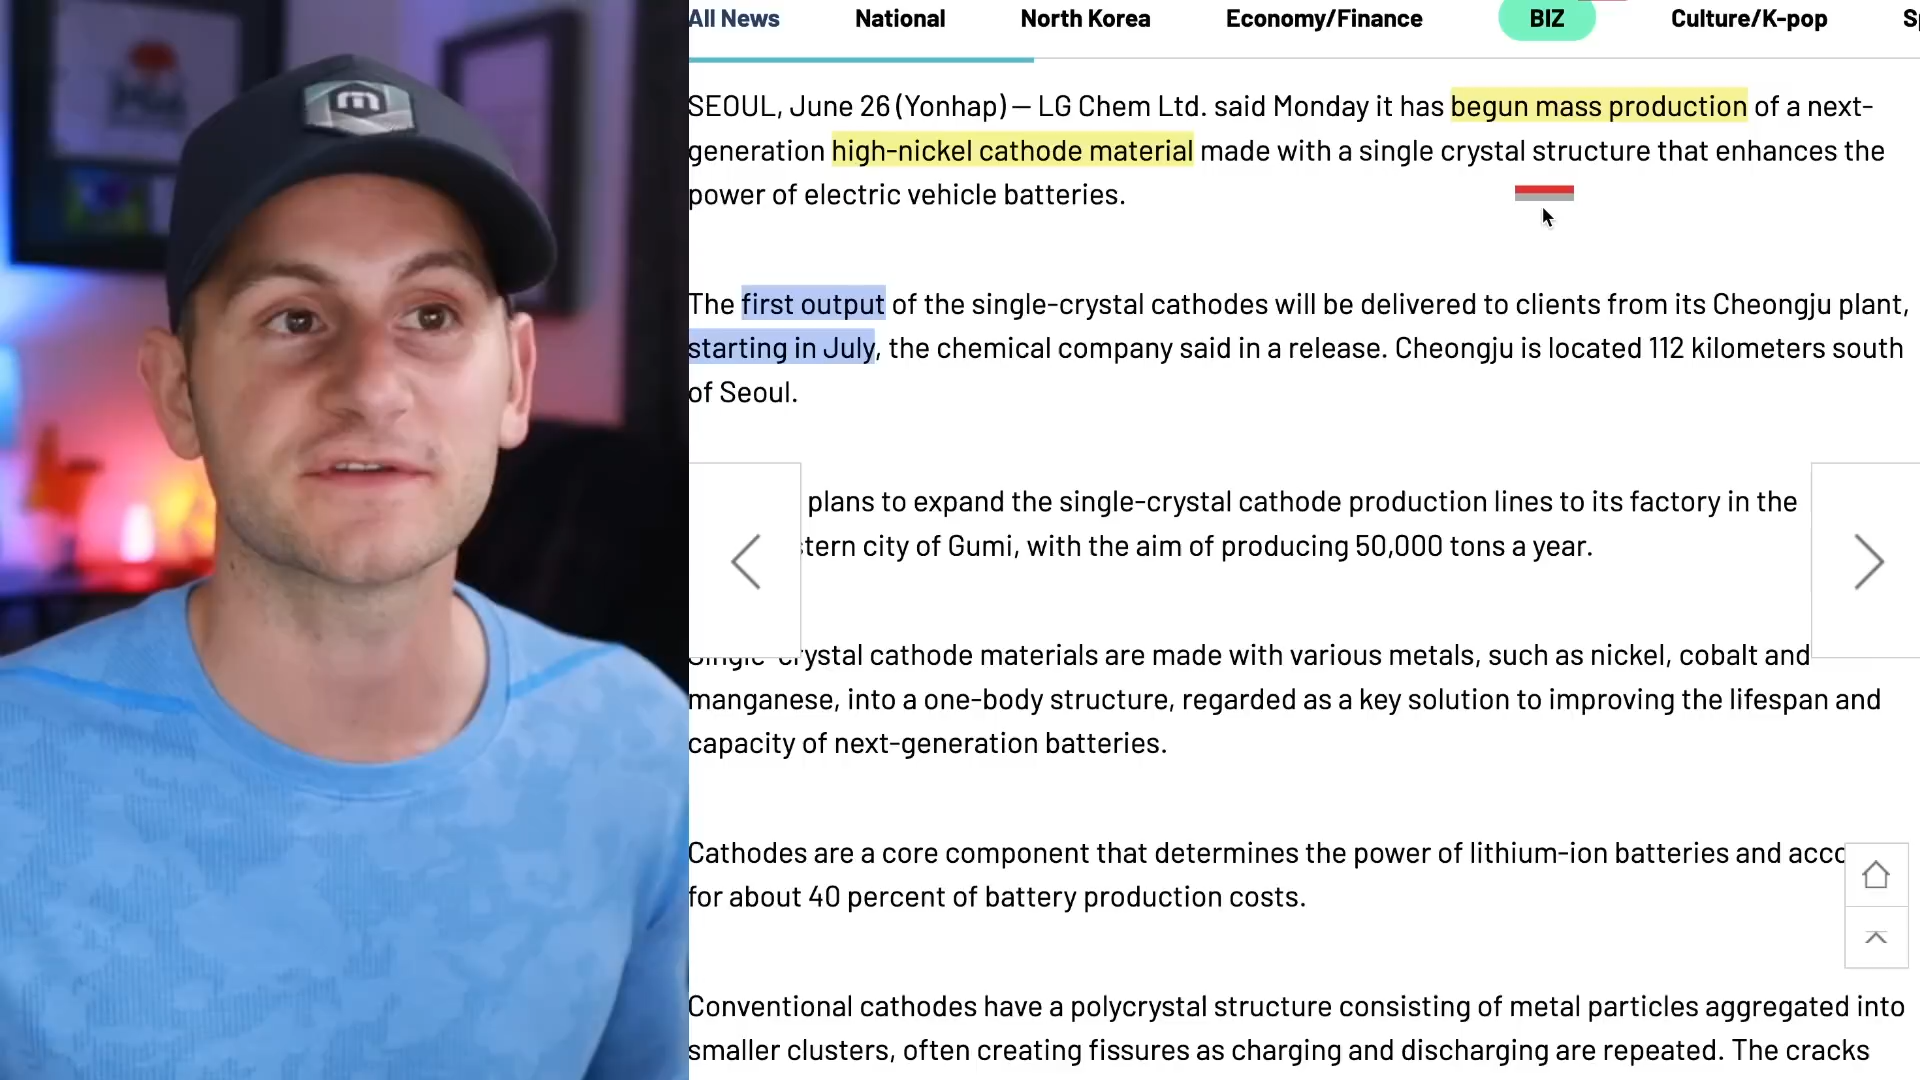 All News National North Korea Economy/Finance BIZ Culture/K-pop
SEOUL, June 26 (Yonhap) — LG Chem Ltd. said Monday it has begun mass production of a next-
generation high-nickel cathode material made with a single crystal structure that enhances the
power of electric vehicle batteries.
The first output of the single-crystal cathodes will be delivered to clients from its Cheongju plant,
starting in July, the chemical company said in a release. Cheongju is located 112 kilometers south
of Seoul.
plans to expand the single-crystal cathode production lines to its factory in the
tern city of Gumi, with the aim of producing 50,000 tons a year.
Single-crystal cathode materials are made with various metals, such as nickel, cobalt and
manganese, into a one-body structure, regarded as a key solution to improving the lifespan and
capacity of next-generation batteries.
Cathodes are a core component that determines the power of lithium-ion batteries and acco
for about 40 percent of battery production costs.
Conventional cathodes have a polycrystal structure consisting of metal particles aggregated into
smaller clusters, often creating fissures as charging and discharging are repeated. The cracks